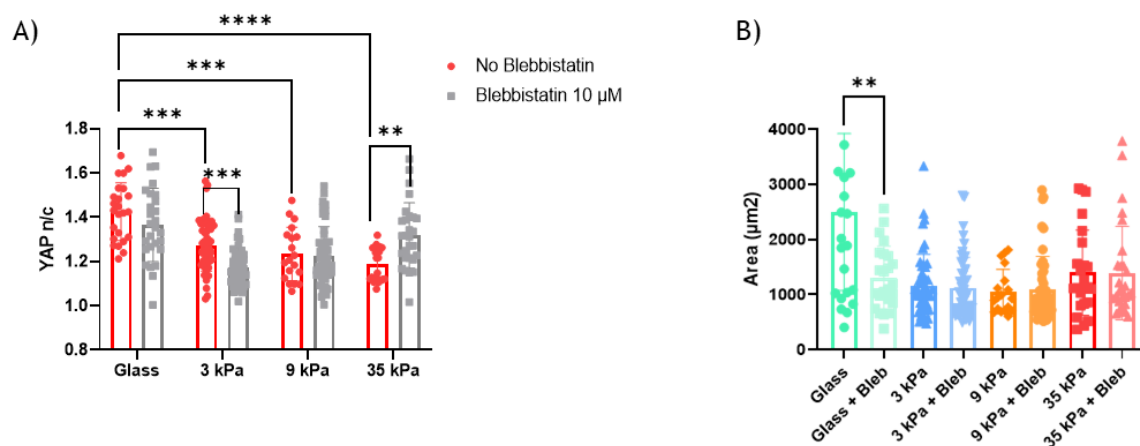 A)
****
***
***
***
**
No Blebbistatin
Blebbistatin 10 µM
YAP n/c
1.8
1.6
1.4
1.2
1.0
0.8
Glass
3 kPa
9 kPa
35 kPa
B)
**
Area (µm2)
4000
3000
2000
1000
0
Glass
Glass + Bleb
3 kPa
3 kPa + Bleb
9 kPa
9 kPa + Bleb
35 kPa
35 kPa + Bleb